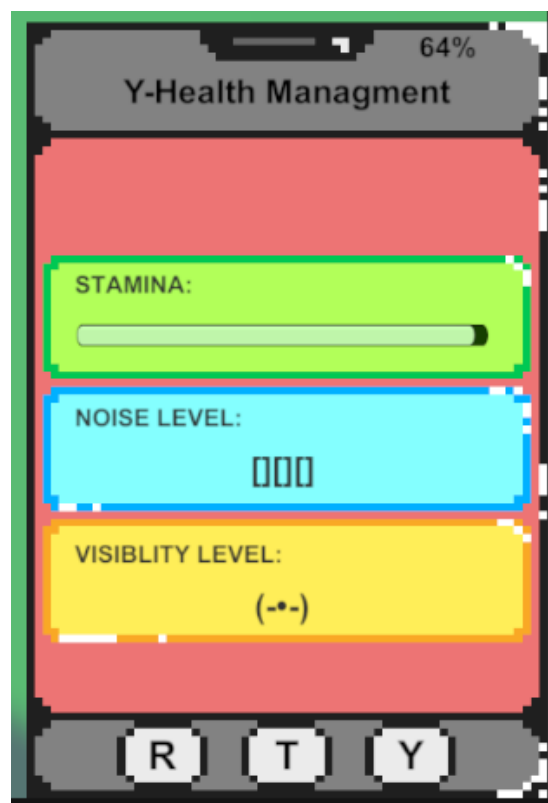 64%
Y-Health Managment
STAMINA:
NOISE LEVEL:
▯▯▯
VISIBLITY LEVEL:
(-•-)
R T Y